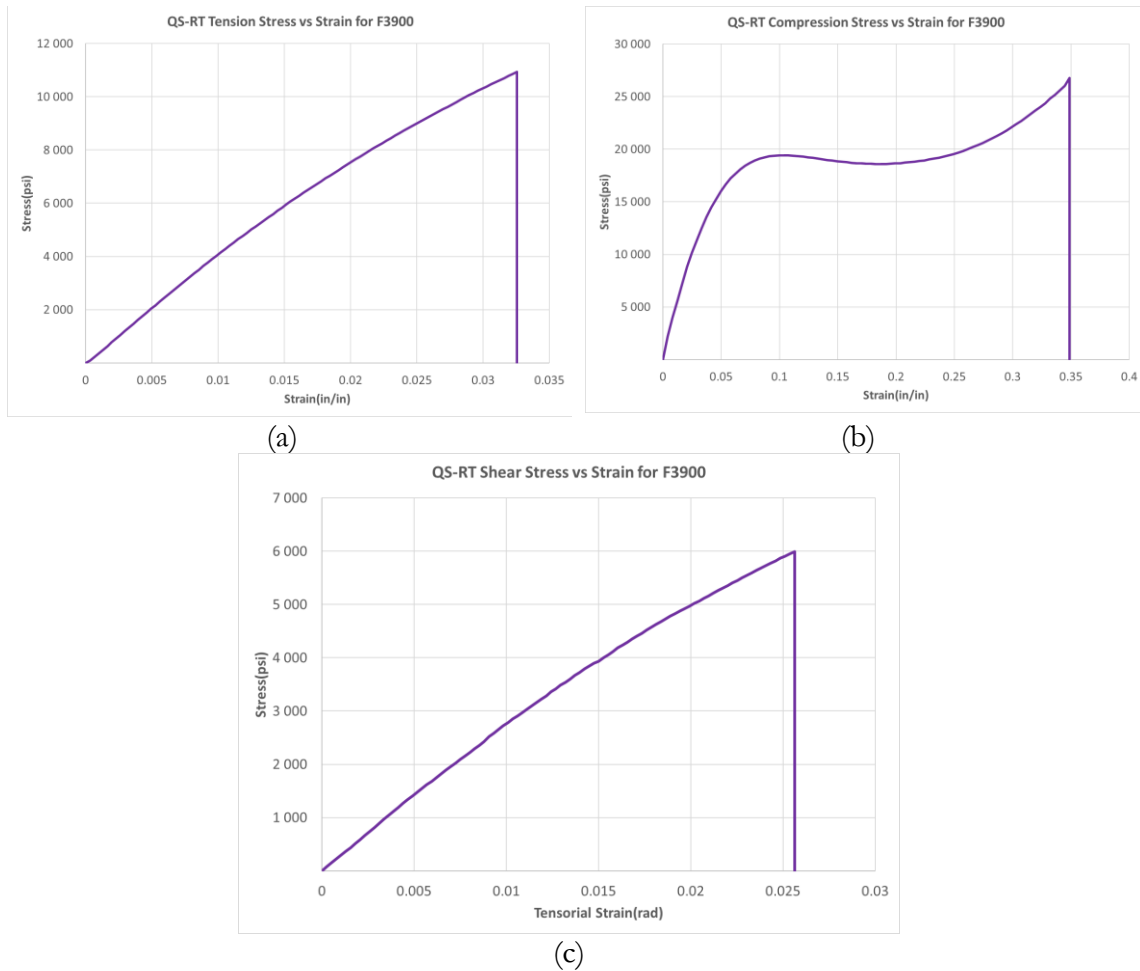 QS-RT Tension Stress vs Strain for F3900
12 000
10 000
8 000
6 000
4 000
2 000
Stress(psi)
0 0.005 0.01 0.015 0.02 0.025 0.03 0.035
Strain(in/in)
(a)
QS-RT Compression Stress vs Strain for F3900
30 000
25 000
20 000
15 000
10 000
5 000
Stress(psi)
0 0.05 0.1 0.15 0.2 0.25 0.3 0.35 0.4
Strain(in/in)
(b)
QS-RT Shear Stress vs Strain for F3900
7 000
6 000
5 000
4 000
3 000
2 000
1 000
Stress(psi)
0 0.005 0.01 0.015 0.02 0.025 0.03
Tensorial Strain(rad)
(c)